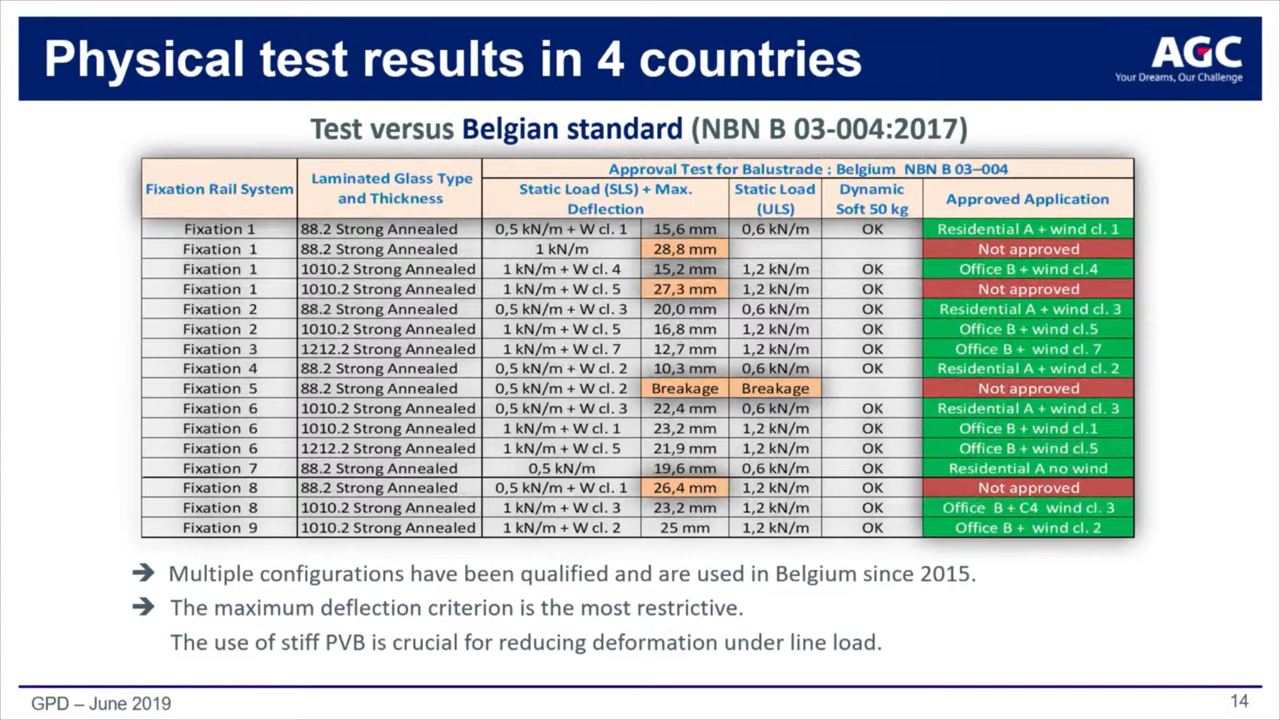 Physical test results in 4 countries
AGC
Your Dreams, Our Challenge
Test versus Belgian standard (NBN B 03-004:2017)
Fixation Rail System | Laminated Glass Type and Thickness | Approval Test for Balustrade : Belgium NBN B 03–004
Static Load (SLS) + Max. Deflection | Static Load (ULS) | Dynamic Soft 50 kg | Approved Application
Fixation 1 | 88.2 Strong Annealed | 0,5 kN/m + W cl. 1 | 15,6 mm | 0,6 kN/m | OK | Residential A + wind cl. 1
Fixation 1 | 88.2 Strong Annealed | 1 kN/m | 28,8 mm | | | Not approved
Fixation 1 | 1010.2 Strong Annealed | 1 kN/m + W cl. 4 | 15,2 mm | 1,2 kN/m | OK | Office B + wind cl.4
Fixation 1 | 1010.2 Strong Annealed | 1 kN/m + W cl. 5 | 27,3 mm | 1,2 kN/m | OK | Not approved
Fixation 2 | 88.2 Strong Annealed | 0,5 kN/m + W cl. 3 | 20,0 mm | 0,6 kN/m | OK | Residential A + wind cl. 3
Fixation 2 | 1010.2 Strong Annealed | 1 kN/m + W cl. 5 | 16,8 mm | 1,2 kN/m | OK | Office B + wind cl.5
Fixation 3 | 1212.2 Strong Annealed | 1 kN/m + W cl. 7 | 12,7 mm | 1,2 kN/m | OK | Office B + wind cl. 7
Fixation 4 | 88.2 Strong Annealed | 0,5 kN/m + W cl. 2 | 10,3 mm | 0,6 kN/m | OK | Residential A + wind cl. 2
Fixation 5 | 88.2 Strong Annealed | 0,5 kN/m + W cl. 2 | Breakage | Breakage | | Not approved
Fixation 6 | 1010.2 Strong Annealed | 0,5 kN/m + W cl. 3 | 22,4 mm | 0,6 kN/m | OK | Residential A + wind cl. 3
Fixation 6 | 1010.2 Strong Annealed | 1 kN/m + W cl. 1 | 23,2 mm | 1,2 kN/m | OK | Office B + wind cl.1
Fixation 6 | 1212.2 Strong Annealed | 1 kN/m + W cl. 5 | 21,9 mm | 1,2 kN/m | OK | Office B + wind cl.5
Fixation 7 | 88.2 Strong Annealed | 0,5 kN/m | 19,6 mm | 0,6 kN/m | OK | Residential A no wind
Fixation 8 | 88.2 Strong Annealed | 0,5 kN/m + W cl. 1 | 26,4 mm | 1,2 kN/m | OK | Not approved
Fixation 8 | 1010.2 Strong Annealed | 1 kN/m + W cl. 3 | 23,2 mm | 1,2 kN/m | OK | Office B + C4 wind cl. 3
Fixation 9 | 1010.2 Strong Annealed | 1 kN/m + W cl. 2 | 25 mm | 1,2 kN/m | OK | Office B + wind cl. 2
➔ Multiple configurations have been qualified and are used in Belgium since 2015.
➔ The maximum deflection criterion is the most restrictive.
The use of stiff PVB is crucial for reducing deformation under line load.
GPD – June 2019
14